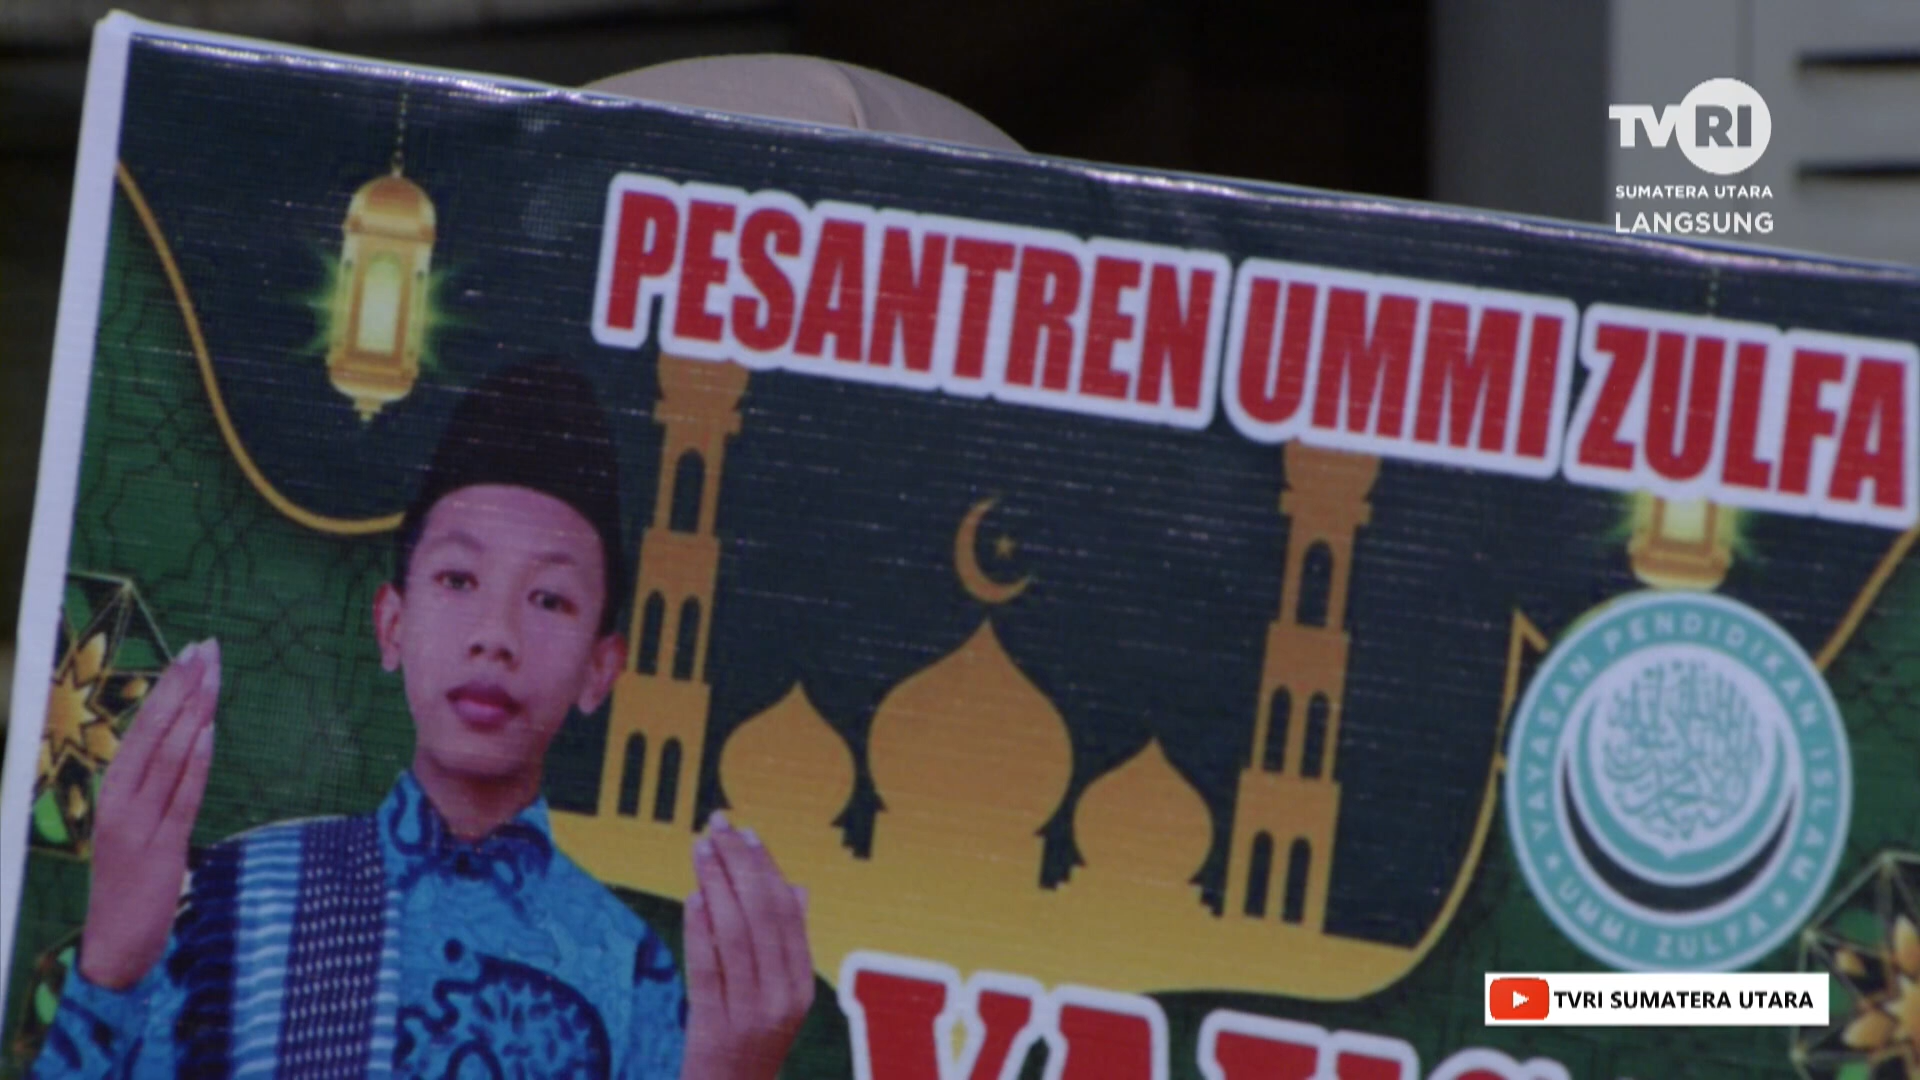 TVRI
SUMATERA UTARA
LANGSUNG
PESANTREN UMMI ZULFA
YAYASAN PENDIDIKAN ISLAM
UMMI ZULFA
TVRI SUMATERA UTARA